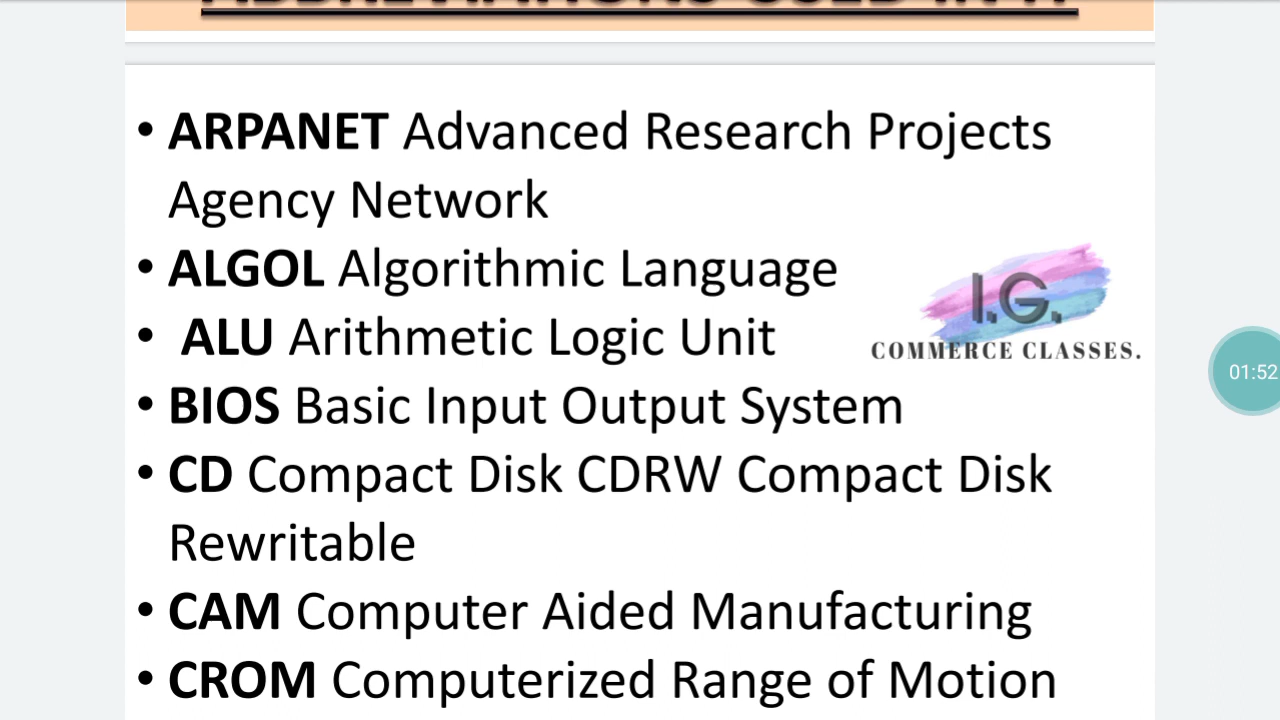 • ARPANET Advanced Research Projects
Agency Network
• ALGOL Algorithmic Language
• ALU Arithmetic Logic Unit
I.G.
COMMERCE CLASSES.
01:52
• BIOS Basic Input Output System
• CD Compact Disk CDRW Compact Disk
Rewritable
• CAM Computer Aided Manufacturing
• CROM Computerized Range of Motion